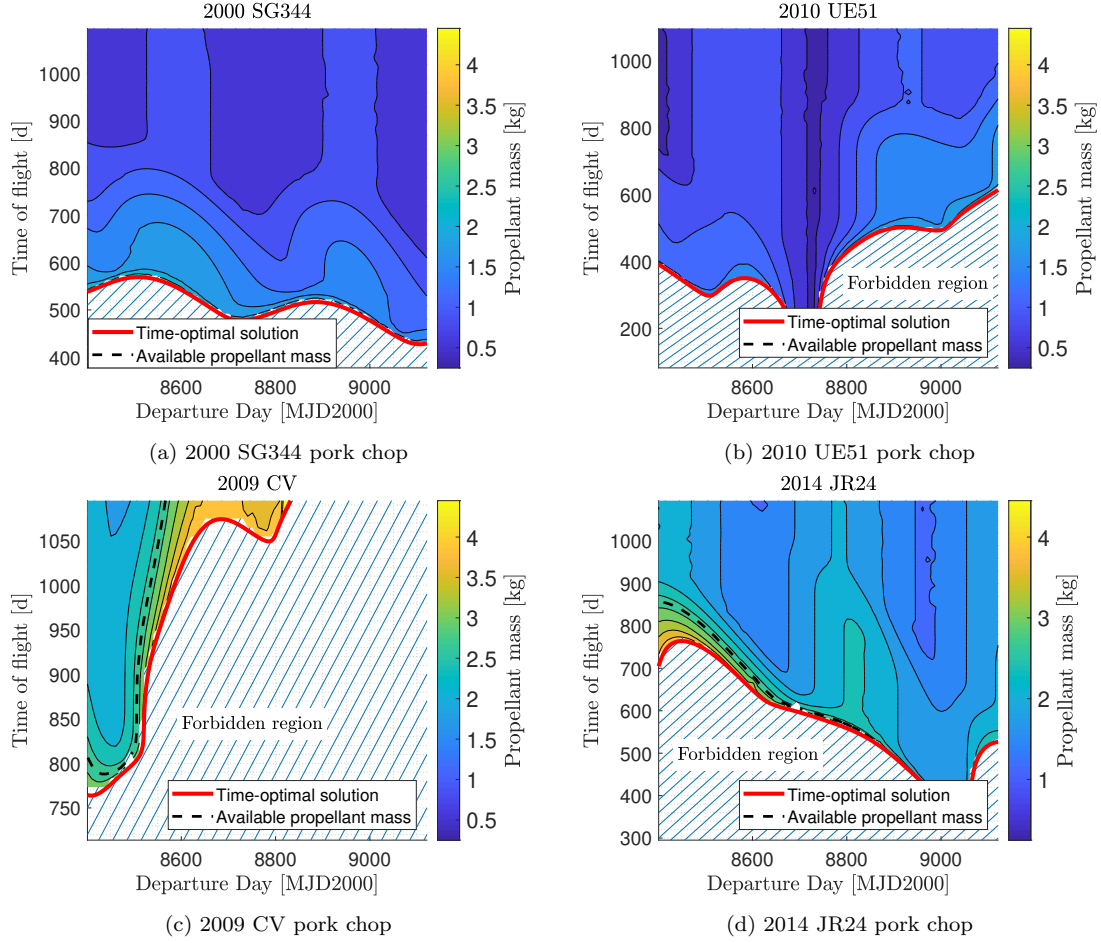 2000 SG344
Time of flight [d]
1000
900
800
700
600
500
400
Time-optimal solution
Available propellant mass
8600 8800 9000
Departure Day [MJD2000]
4
3.5
3
2.5
2
1.5
1
0.5
Propellant mass [kg]
(a) 2000 SG344 pork chop
2010 UE51
Time of flight [d]
1000
800
600
400
200
Forbidden region
Time-optimal solution
Available propellant mass
8600 8800 9000
Departure Day [MJD2000]
4
3.5
3
2.5
2
1.5
1
0.5
Propellant mass [kg]
(b) 2010 UE51 pork chop
2009 CV
Time of flight [d]
1050
1000
950
900
850
800
750
Forbidden region
Time-optimal solution
Available propellant mass
8600 8800 9000
Departure Day [MJD2000]
4
3.5
3
2.5
2
1.5
1
0.5
Propellant mass [kg]
(c) 2009 CV pork chop
2014 JR24
Time of flight [d]
1000
900
800
700
600
500
400
300
Forbidden region
Time-optimal solution
Available propellant mass
8600 8800 9000
Departure Day [MJD2000]
4
3
2
1
Propellant mass [kg]
(d) 2014 JR24 pork chop